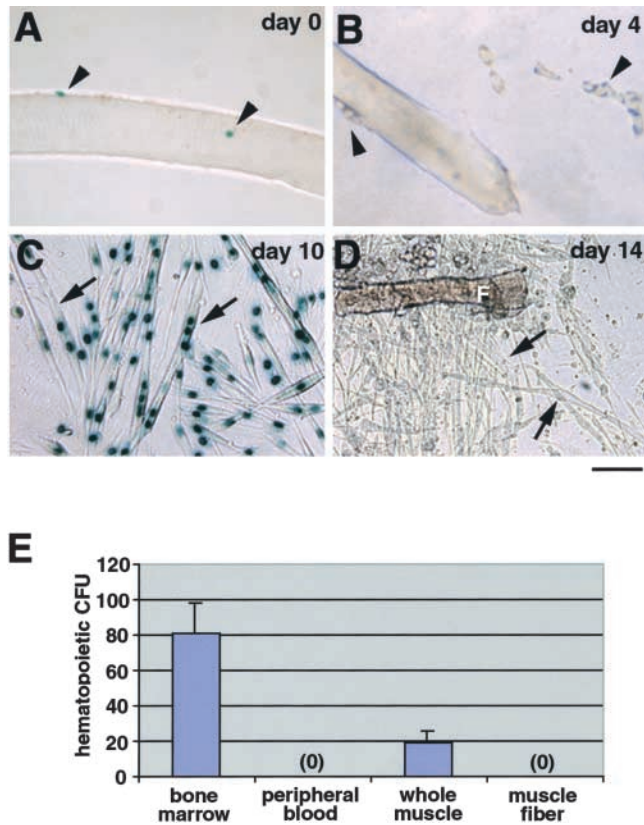 A
day 0
B
day 4
C
day 10
D
day 14
F
E
hematopoietic CFU
120
100
80
60
40
20
0
(0)
(0)
bone marrow
peripheral blood
whole muscle
muscle fiber